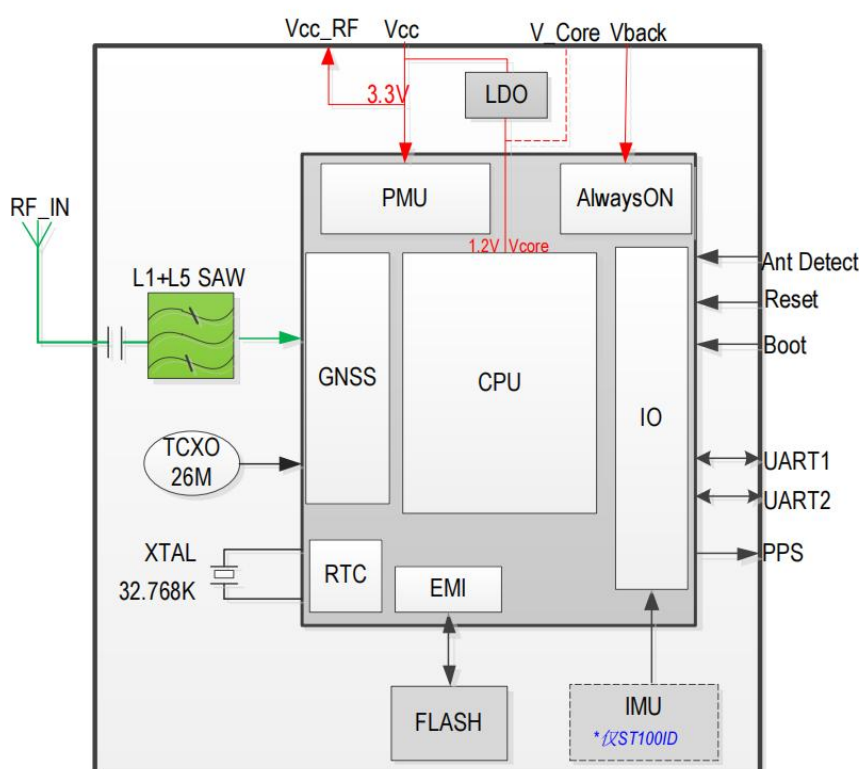 Vcc_RF
Vcc
V_Core
Vback
3.3V
LDO
PMU
AlwaysON
RF_IN
1.2V
Vcore
Ant Detect
L1+L5 SAW
Reset
Boot
GNSS
CPU
IO
TCXO
26M
UART1
UART2
XTAL
32.768K
RTC
EMI
PPS
FLASH
IMU
*仅ST100ID